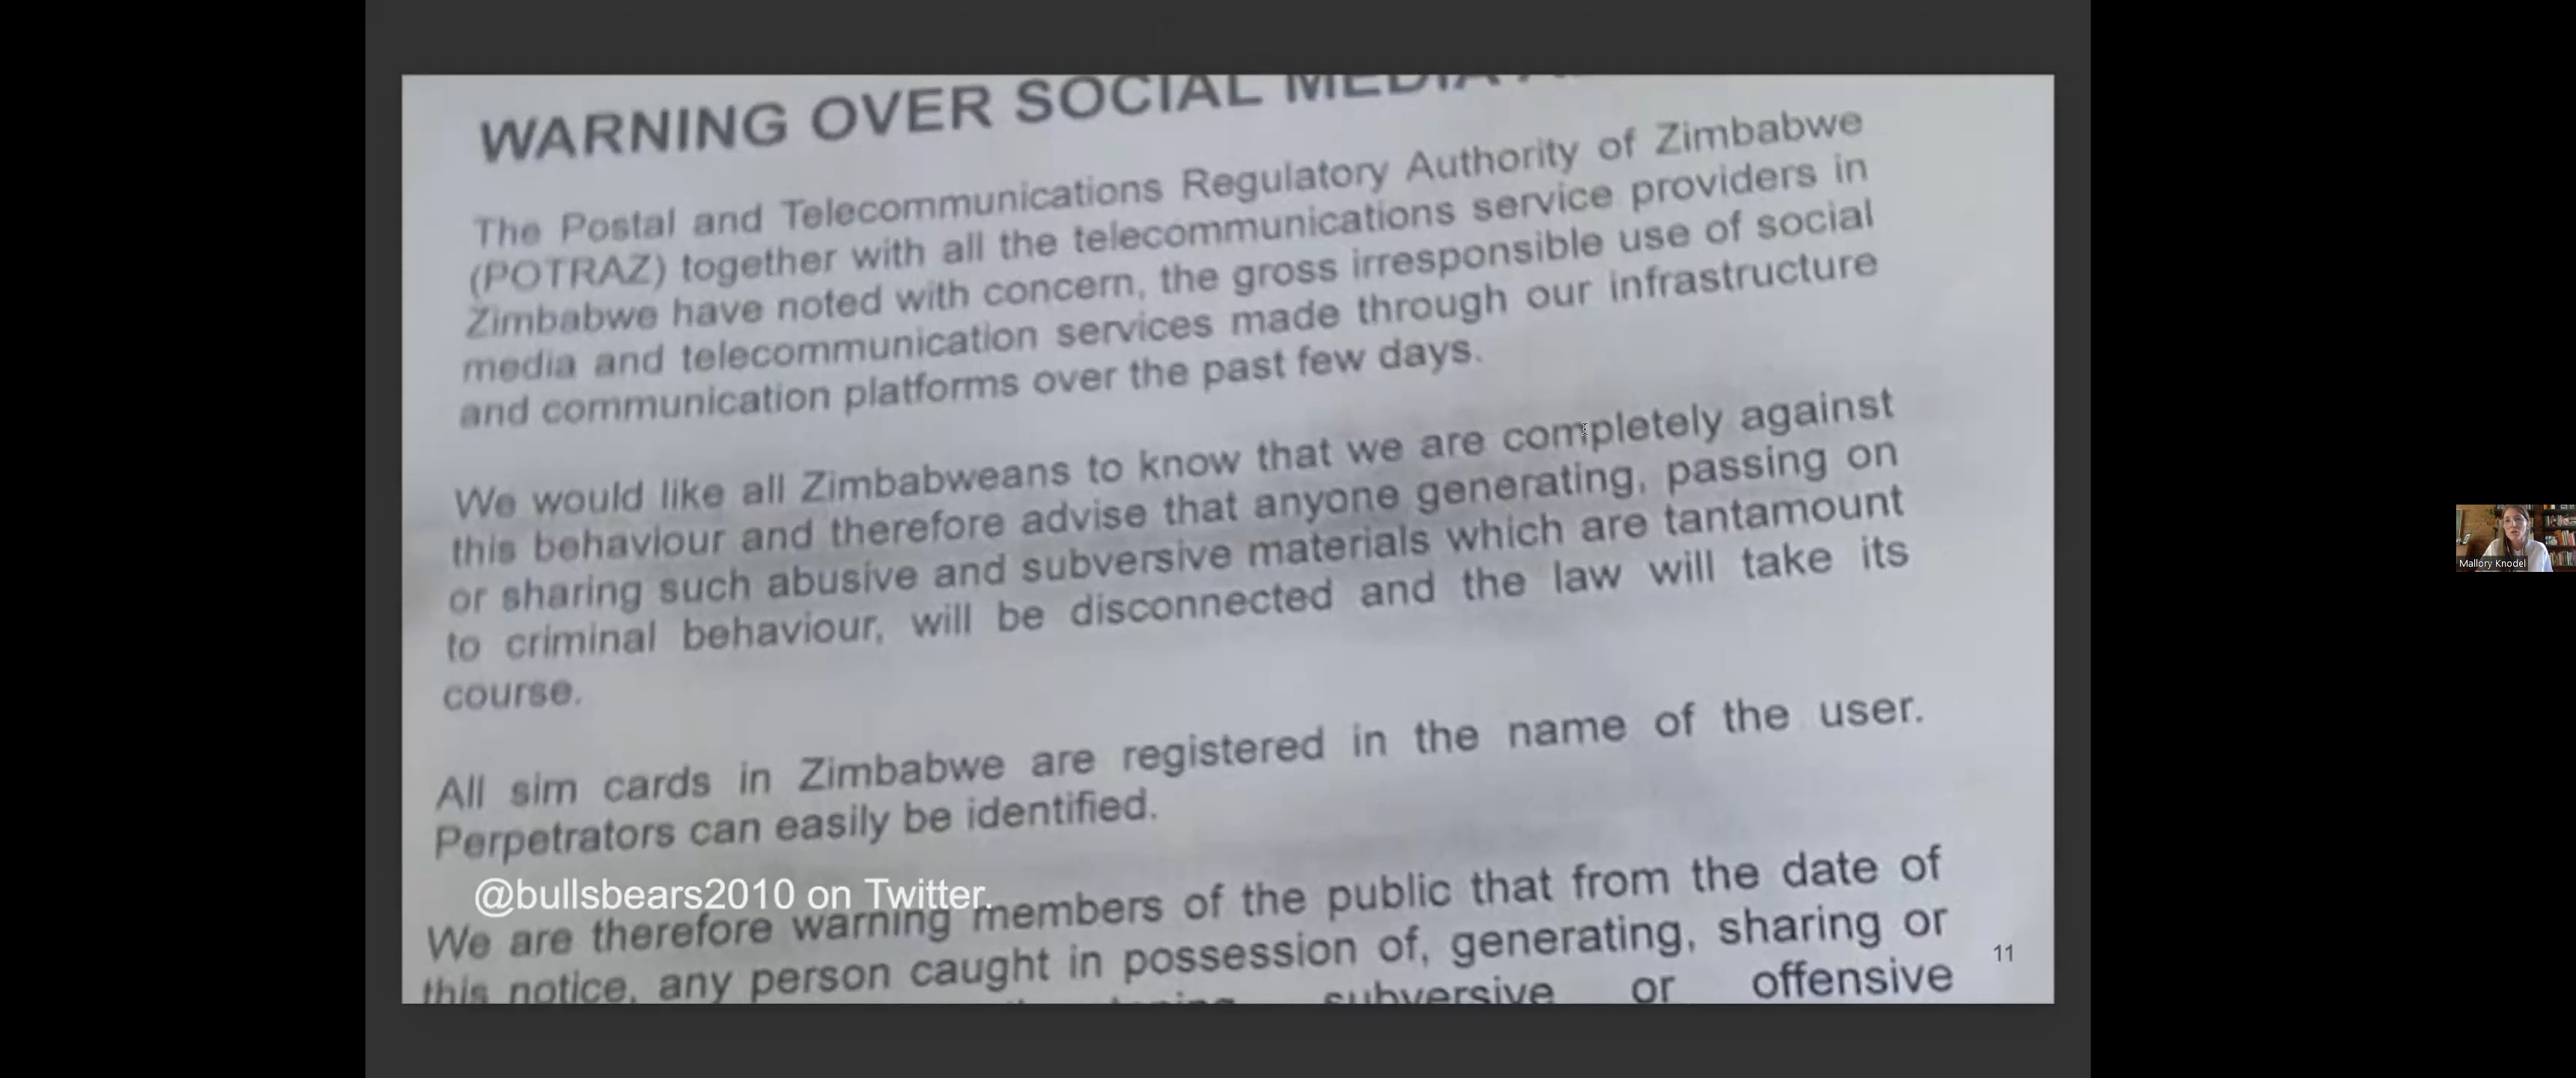 WARNING OVER SOCIAL MEDIA
The Postal and Telecommunications Regulatory Authority of Zimbabwe
(POTRAZ) together with all the telecommunications service providers in
Zimbabwe have noted with concern, the gross irresponsible use of social
media and telecommunication services made through our infrastructure
and communication platforms over the past few days.
We would like all Zimbabweans to know that we are completely against
this behaviour and therefore advise that anyone generating, passing on
or sharing such abusive and subversive materials which are tantamount
to criminal behaviour, will be disconnected and the law will take its
course.
All sim cards in Zimbabwe are registered in the name of the user.
Perpetrators can easily be identified.
@bullsbears2010 on Twitter.
We are therefore warning members of the public that from the date of
this notice, any person caught in possession of, generating, sharing or
subversive or offensive
11
Mallory Knodel